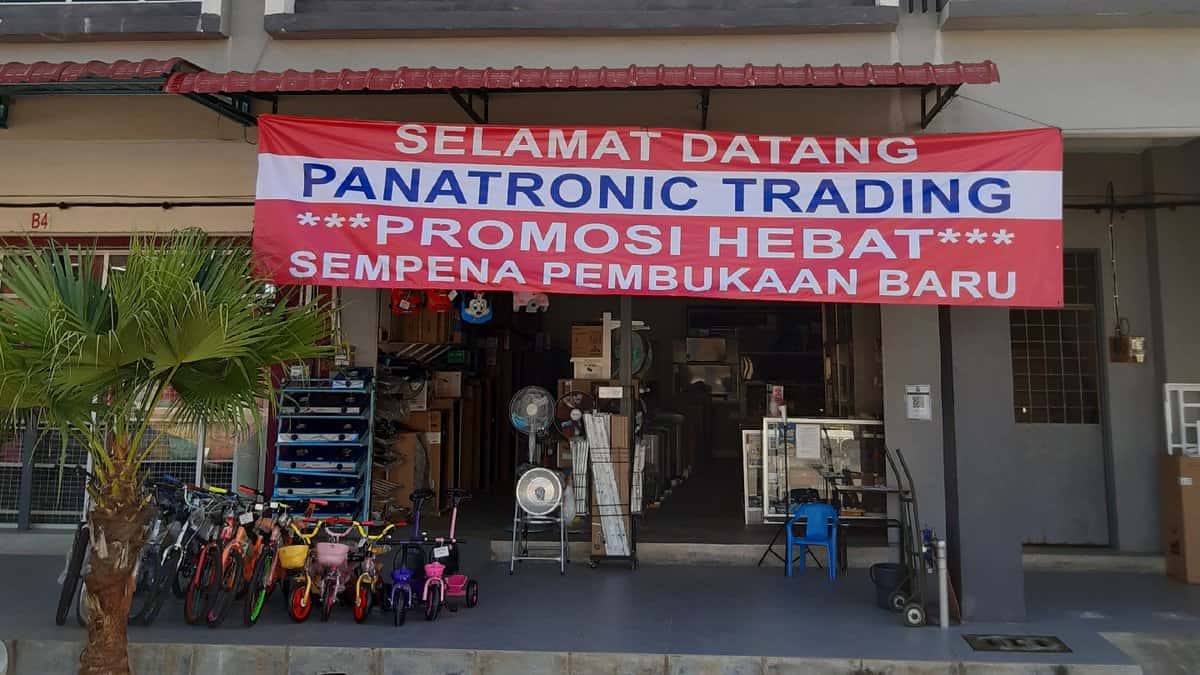 SELAMAT DATANG
PANATRONIC TRADING
***PROMOSI HEBAT***
SEMPENA PEMBUKAAN BARU
B4